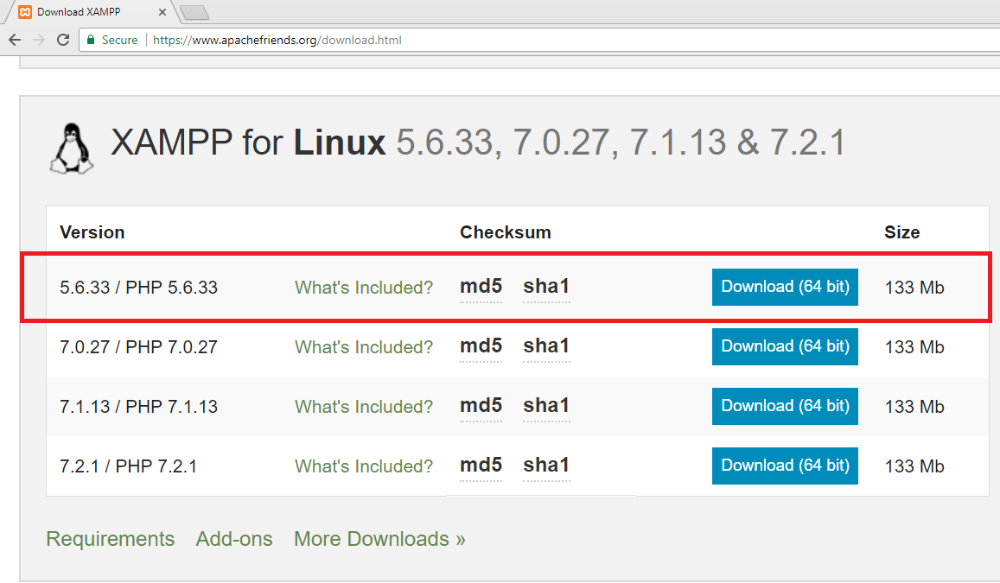 Download XAMPP
Secure https://www.apachefriends.org/download.html
XAMPP for Linux 5.6.33, 7.0.27, 7.1.13 & 7.2.1
Version Checksum Size
5.6.33 / PHP 5.6.33 What's Included? md5 sha1 Download (64 bit) 133 Mb
7.0.27 / PHP 7.0.27 What's Included? md5 sha1 Download (64 bit) 133 Mb
7.1.13 / PHP 7.1.13 What's Included? md5 sha1 Download (64 bit) 133 Mb
7.2.1 / PHP 7.2.1 What's Included? md5 sha1 Download (64 bit) 133 Mb
Requirements Add-ons More Downloads »